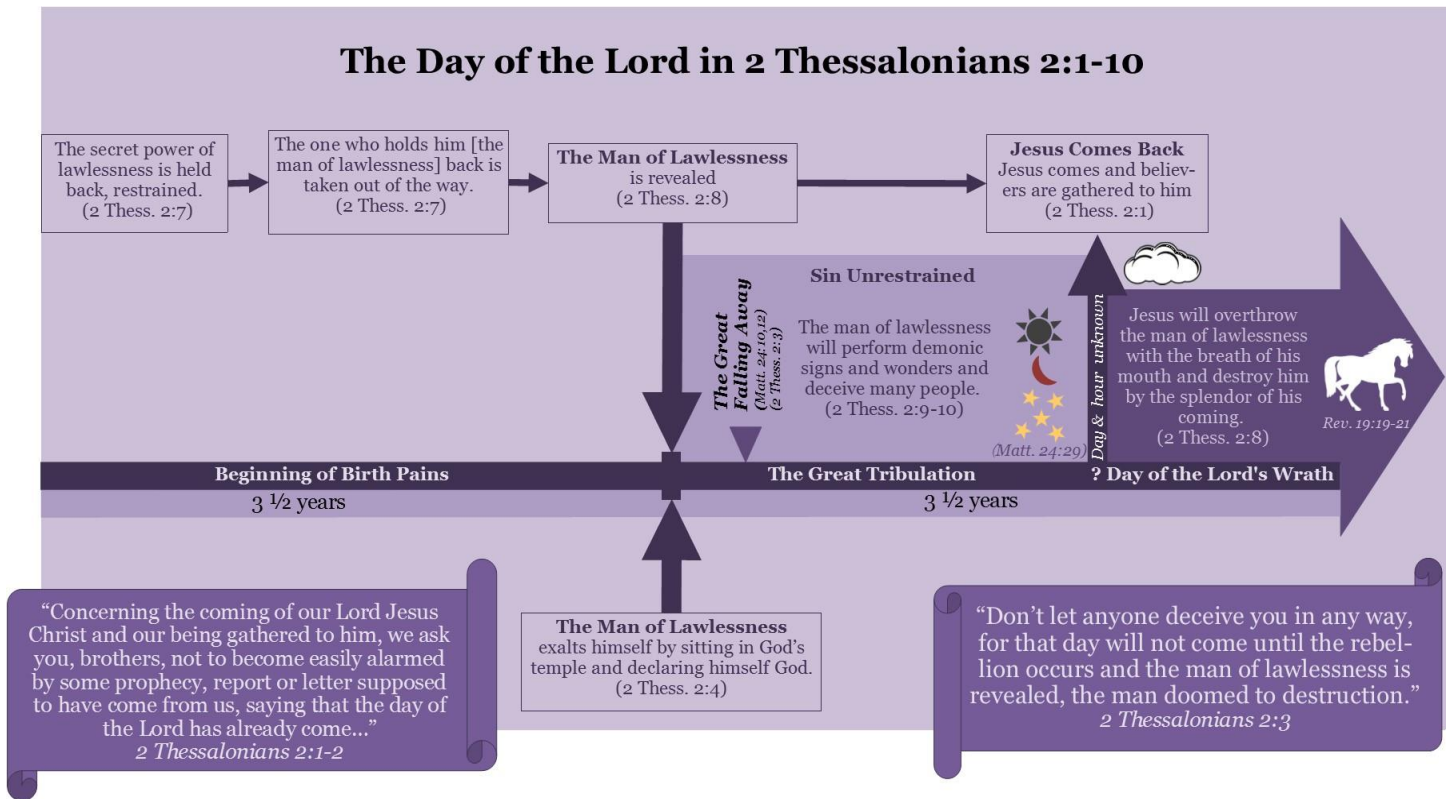 The Day of the Lord in 2 Thessalonians 2:1-10
The secret power of
lawlessness is held
back, restrained.
(2 Thess. 2:7)
The one who holds him [the
man of lawlessness] back is
taken out of the way.
(2 Thess. 2:7)
The Man of Lawlessness
is revealed
(2 Thess. 2:8)
Jesus Comes Back
Jesus comes and believ-
ers are gathered to him
(2 Thess. 2:1)
The Great
Falling Away
(Matt. 24:10,12)
(2 Thess. 2:3)
Sin Unrestrained
The man of lawlessness
will perform demonic
signs and wonders and
deceive many people.
(2 Thess. 2:9-10)
(Matt. 24:29)
Day & hour unknown
Jesus will overthrow
the man of lawlessness
with the breath of his
mouth and destroy him
by the splendor of his
coming.
(2 Thess. 2:8)
Rev. 19:19-21
Beginning of Birth Pains
The Great Tribulation
? Day of the Lord's Wrath
3 ½ years
3 ½ years
The Man of Lawlessness
exalts himself by sitting in God’s
temple and declaring himself God.
(2 Thess. 2:4)
“Concerning the coming of our Lord Jesus
Christ and our being gathered to him, we ask
you, brothers, not to become easily alarmed
by some prophecy, report or letter supposed
to have come from us, saying that the day of
the Lord has already come...”
2 Thessalonians 2:1-2
“Don’t let anyone deceive you in any way,
for that day will not come until the rebel-
lion occurs and the man of lawlessness is
revealed, the man doomed to destruction.”
2 Thessalonians 2:3